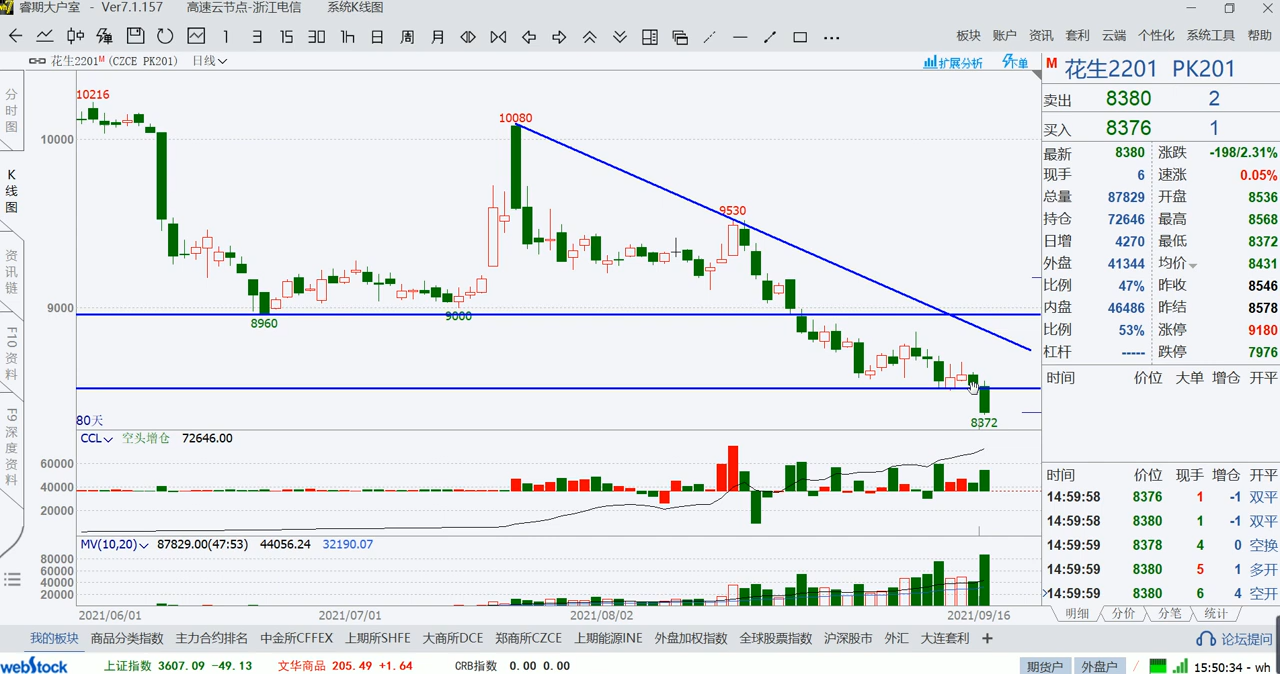 睿期大户室 - Ver7.1.157 高速云节点-浙江电信 系统K线图
1 3 15 30 1h 日 周 月 板块 账户 资讯 套利 云端 个性化 系统工具 帮助
花生2201M (CZCE PK201) 日线 扩展分析 下单
分时图
K线图
资讯链
F10资料
F9深度资料
10216
10000
10080
9530
9000
8960
9000
8372
80天
CCL 空头增仓 72646.00
60000
40000
20000
MV(10,20) 87829.00(47:53) 44056.24 32190.07
80000
60000
40000
20000
2021/06/01 2021/07/01 2021/08/02 2021/09/16
M 花生2201 PK201
卖出 8380 2
买入 8376 1
最新 8380 涨跌 -198/2.31%
现手 6 速涨 0.05%
总量 87829 开盘 8536
持仓 72646 最高 8568
日增 4270 最低 8372
外盘 41344 均价 8431
比例 47% 昨收 8546
内盘 46486 昨结 8578
比例 53% 涨停 9180
杠杆 ----- 跌停 7976
时间 价位 大单 增仓 开平
时间 价位 现手 增仓 开平
14:59:58 8376 1 -1 双平
14:59:58 8380 1 -1 双平
14:59:59 8378 4 0 空换
14:59:59 8380 5 1 多开
14:59:59 8380 6 4 空开
明细 分价 分笔 统计
我的板块 商品分类指数 主力合约排名 中金所CFFEX 上期所SHFE 大商所DCE 郑商所CZCE 上期能源INE 外盘加权指数 全球股票指数 沪深股市 外汇 大连套利 + 论坛提问
webStock 上证指数 3607.09 -49.13 文华商品 205.49 +1.64 CRB指数 0.00 0.00 期货户 外盘户 15:50:34 - wh